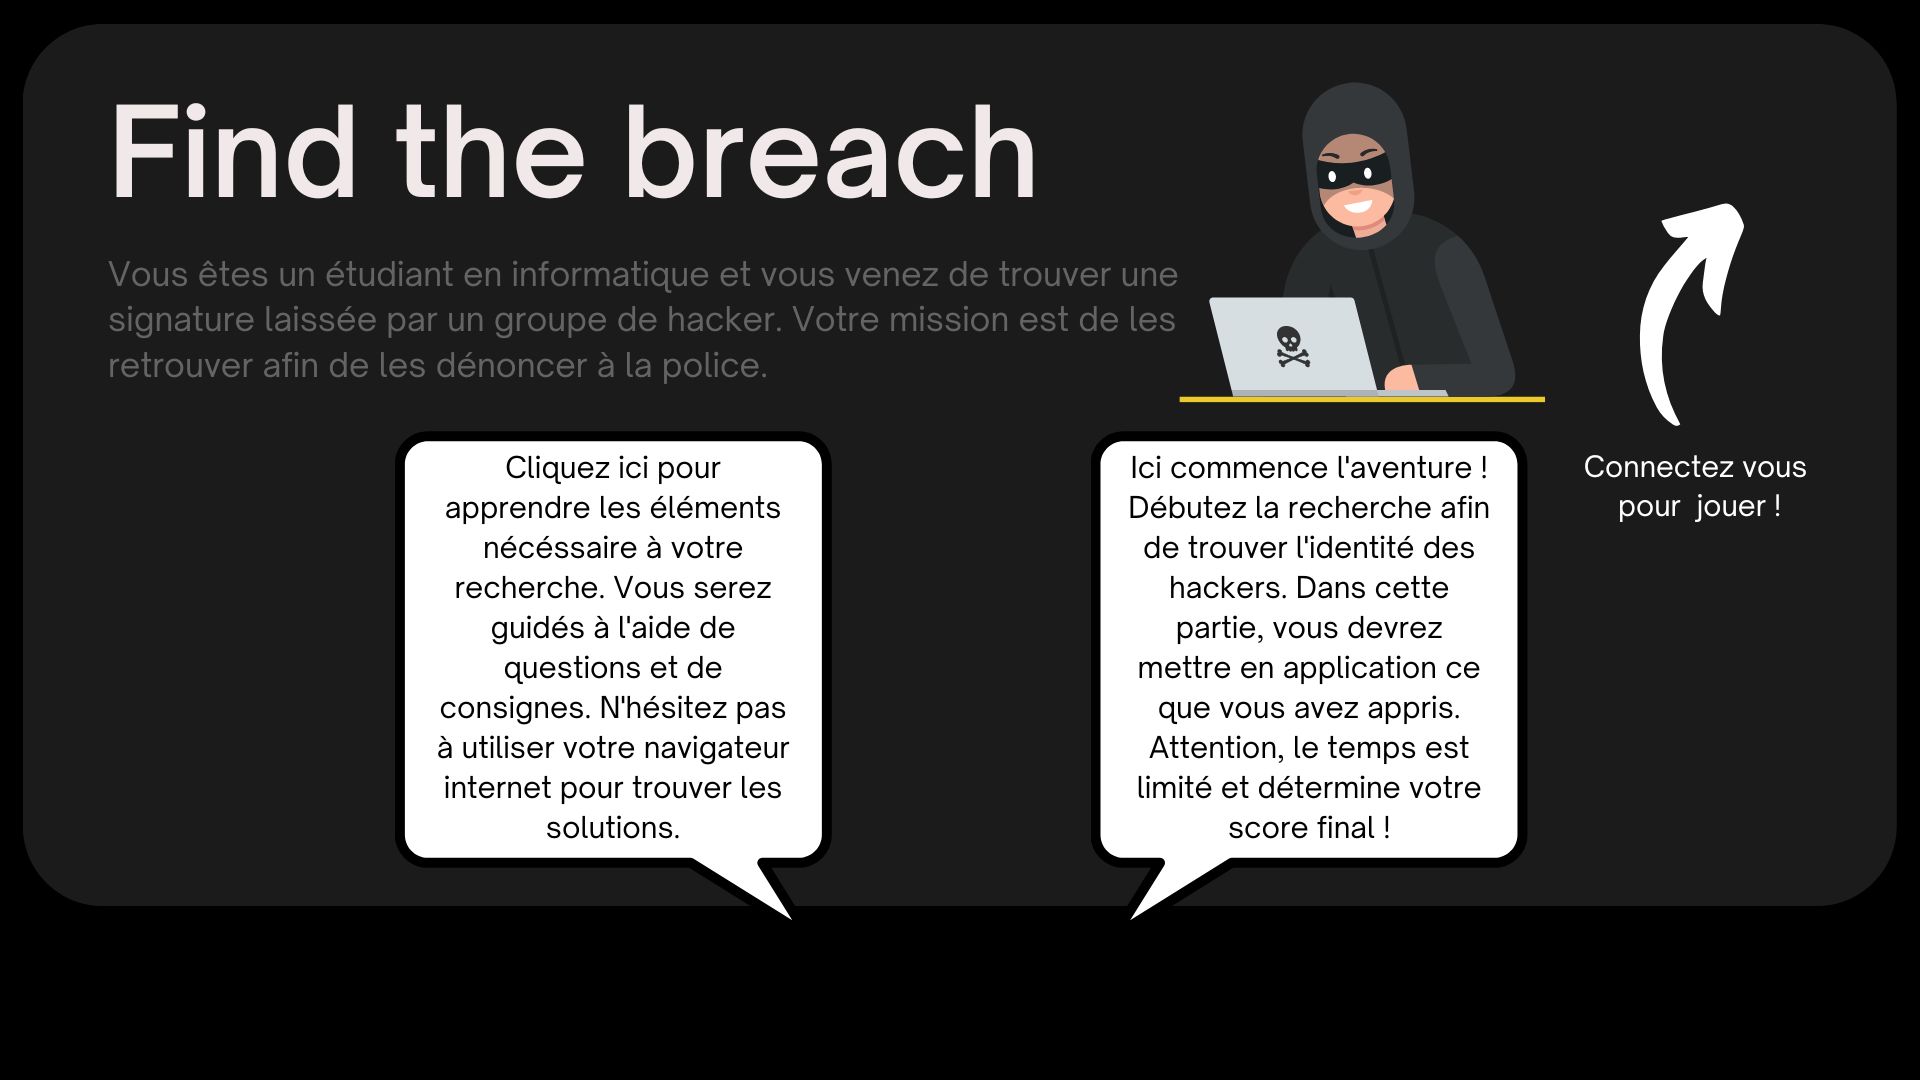 Find the breach
Vous êtes un étudiant en informatique et vous venez de trouver une
signature laissée par un groupe de hacker. Votre mission est de les
retrouver afin de les dénoncer à la police.
Cliquez ici pour
apprendre les éléments
nécéssaire à votre
recherche. Vous serez
guidés à l'aide de
questions et de
consignes. N'hésitez pas
à utiliser votre navigateur
internet pour trouver les
solutions.
Ici commence l'aventure !
Débutez la recherche afin
de trouver l'identité des
hackers. Dans cette
partie, vous devrez
mettre en application ce
que vous avez appris.
Attention, le temps est
limité et détermine votre
score final !
Connectez vous
pour  jouer !